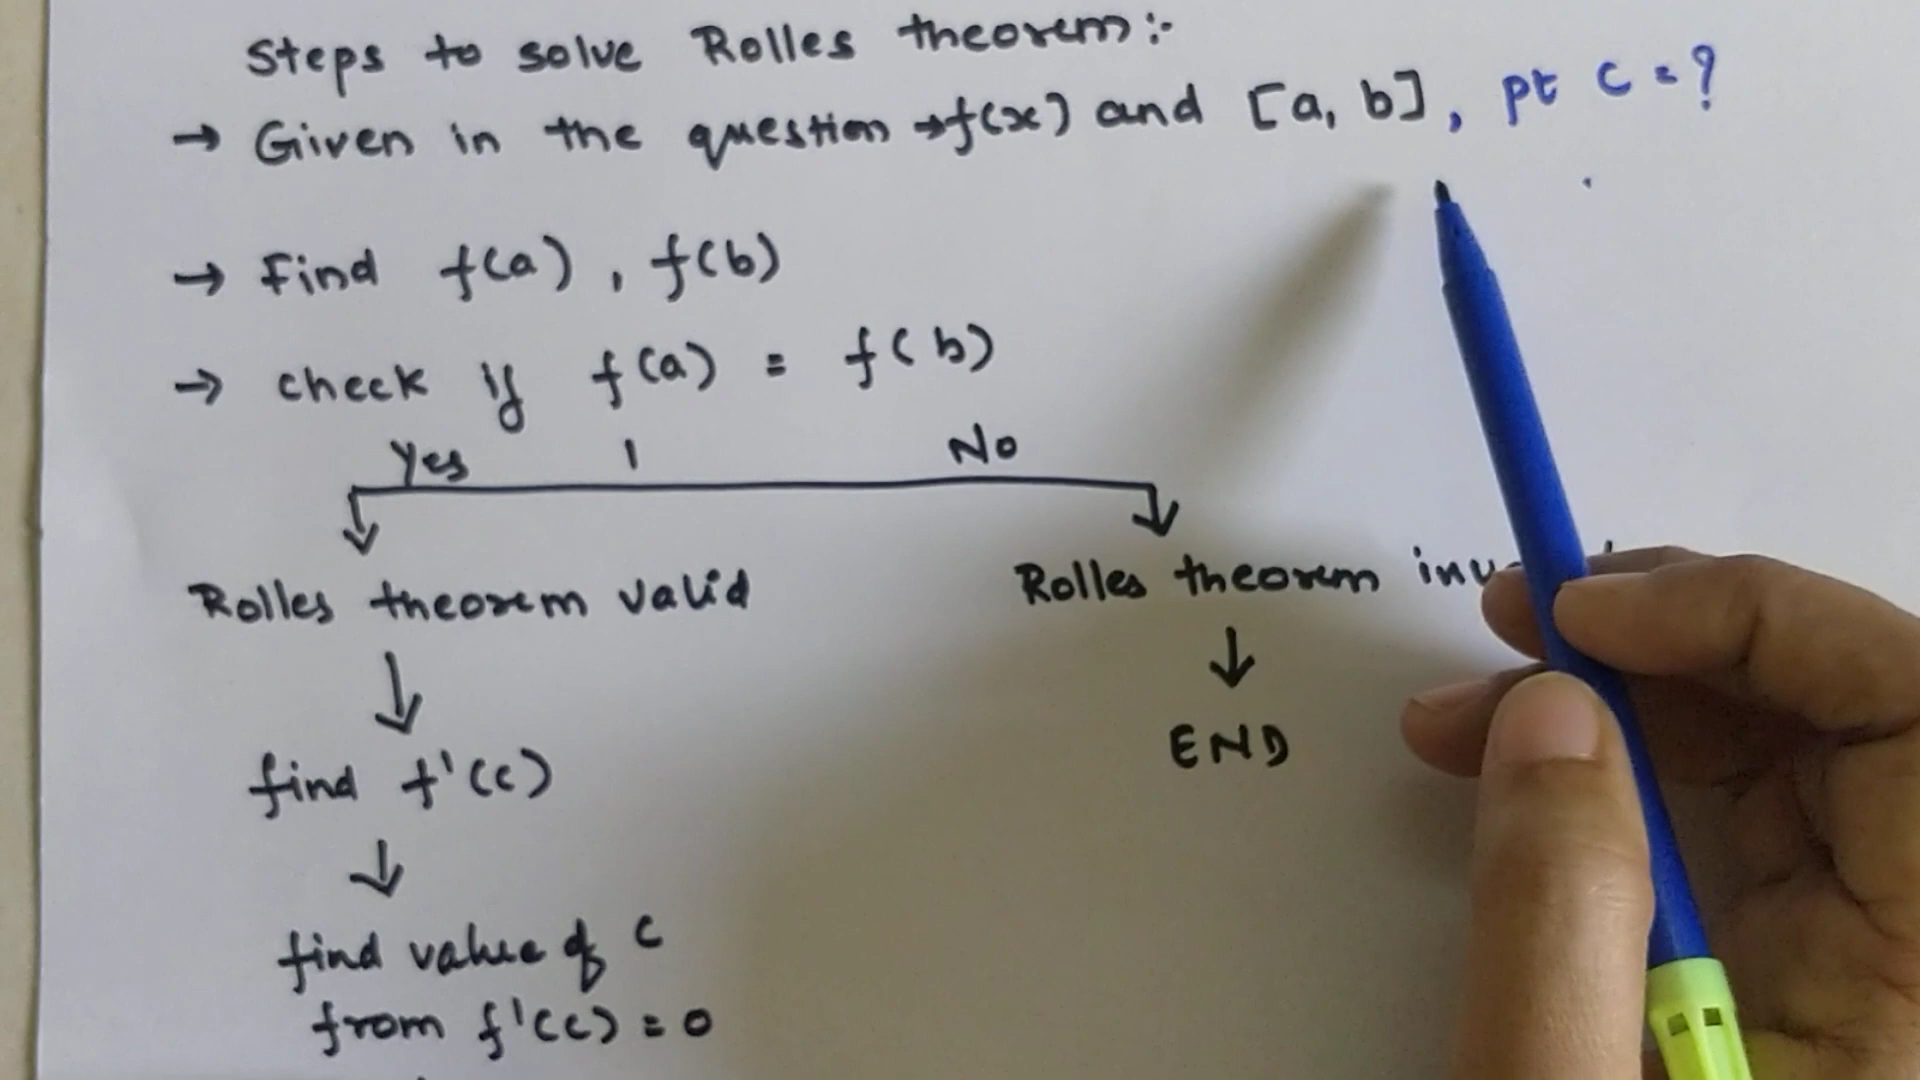 Steps to solve Rolles theorem:-
→ Given in the question → f(x) and [a, b], pt c = ?
→ Find f(a), f(b)
→ check if f(a) = f(b)
Yes No
Rolles theorem valid Rolles theorem
↓ ↓
find f'(c) END
↓
find value of c
from f'(c) = 0